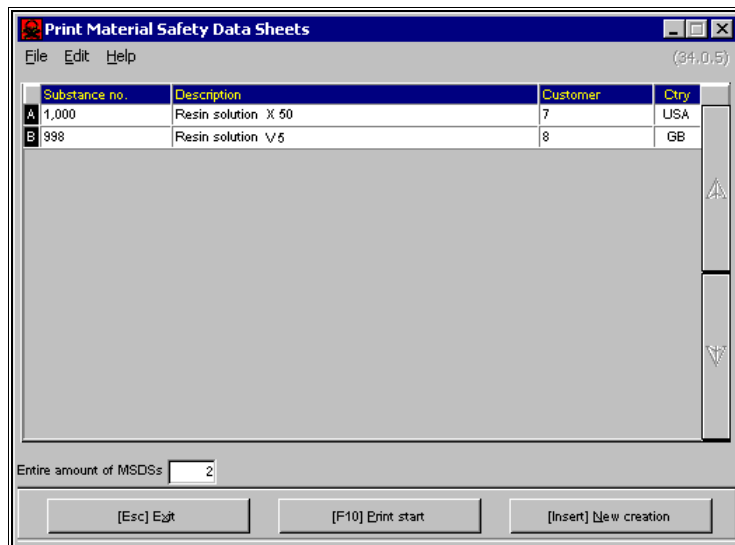 Print Material Safety Data Sheets
File Edit Help (34.0.5)
Substance no. Description Customer Ctry
A 1,000 Resin solution X 50 7 USA
B 998 Resin solution V5 8 GB
Entire amount of MSDSs 2
[Esc] Exit [F10] Print start [Insert] New creation